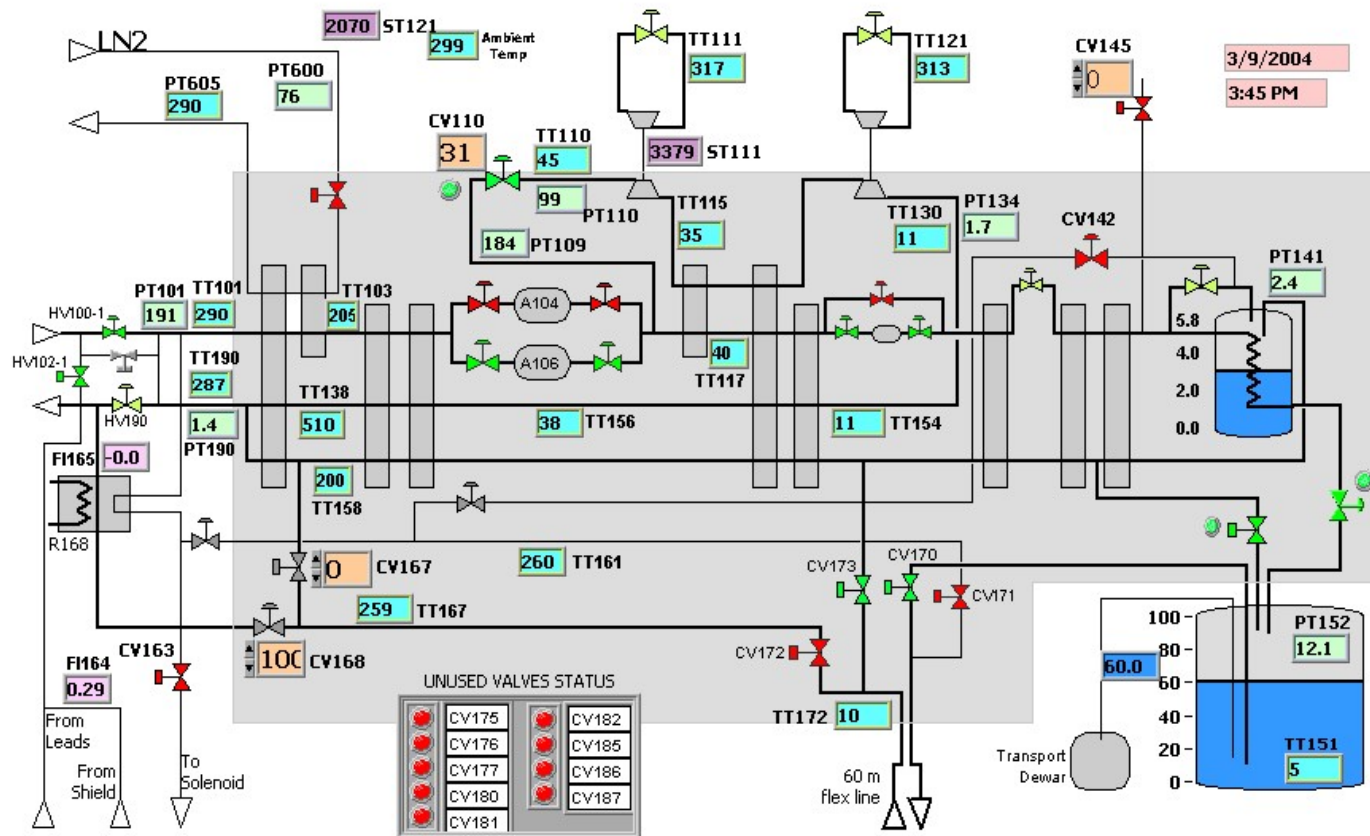 LN2
2070 ST121
299 Ambient Temp
PT605
290
PT600
76
TT111
317
TT121
313
CV145
0
3/9/2004
3:45 PM
CV110
31
TT110
45
3379 ST111
99
PT110
184 PT109
TT115
35
TT130
11
PT134
1.7
CV142
PT141
2.4
HV100-1
PT101
191
TT101
290
TT103
205
A104
A106
5.8
4.0
2.0
0.0
HV102-1
TT190
287
40
TT117
HV190
1.4
PT190
TT138
510
38 TT156
11 TT154
FI165
-0.0
200
TT158
R168
0 CV167
260 TT161
CV173
CV170
CV171
259 TT167
CV168
CV163
CV172
FI164
0.29
UNUSED VALVES STATUS
CV175
CV176
CV177
CV180
CV181
CV182
CV185
CV186
CV187
TT172 10
100
80
60
40
20
0
60.0
PT152
12.1
TT151
5
From Leads
From Shield
To Solenoid
60 m flex line
Transport Dewar